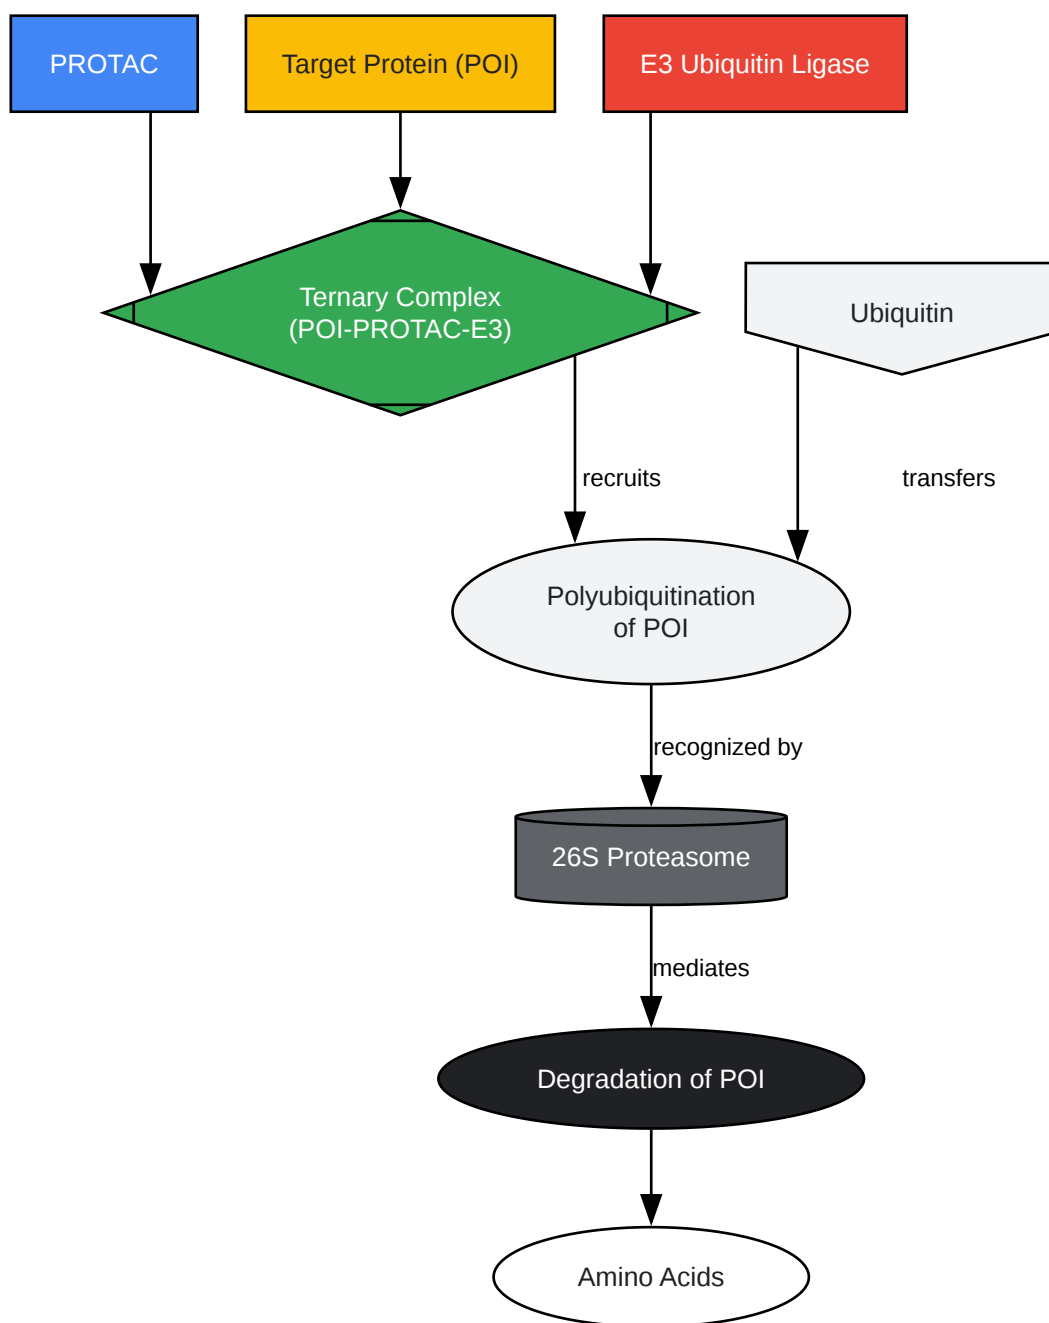 PROTAC
Target Protein (POI)
E3 Ubiquitin Ligase
Ternary Complex
(POI-PROTAC-E3)
Ubiquitin
recruits
transfers
Polyubiquitination
of POI
recognized by
26S Proteasome
mediates
Degradation of POI
Amino Acids